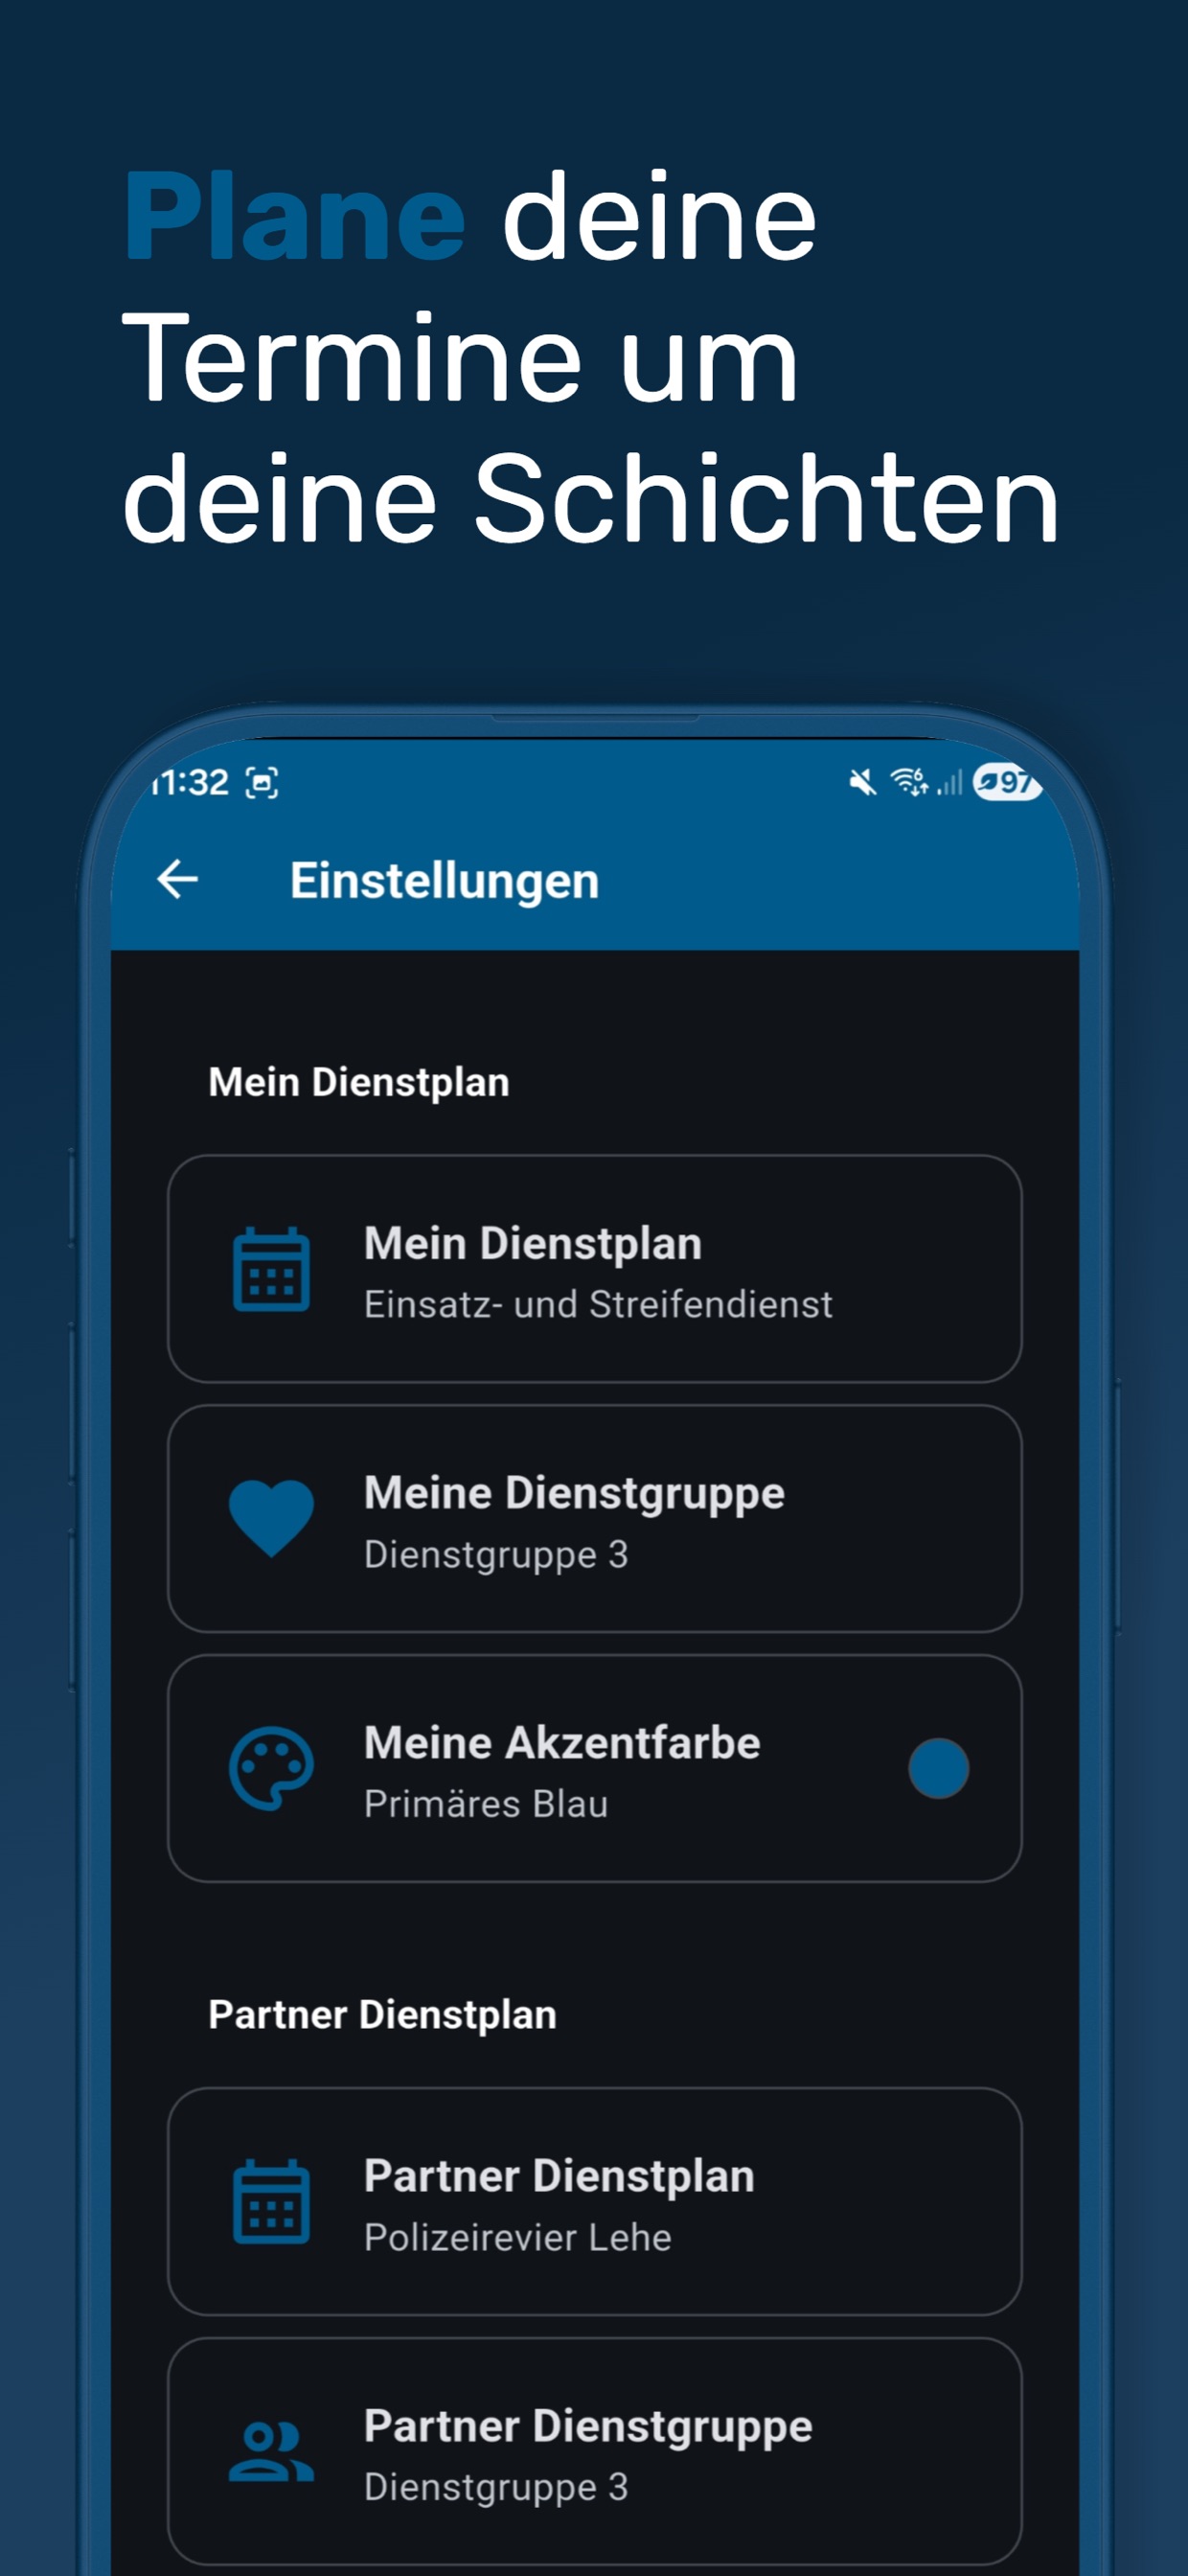 Plane deine
Termine um
deine Schichten
11:32
97
Einstellungen
Mein Dienstplan
Mein Dienstplan
Einsatz- und Streifendienst
Meine Dienstgruppe
Dienstgruppe 3
Meine Akzentfarbe
Primäres Blau
Partner Dienstplan
Partner Dienstplan
Polizeirevier Lehe
Partner Dienstgruppe
Dienstgruppe 3